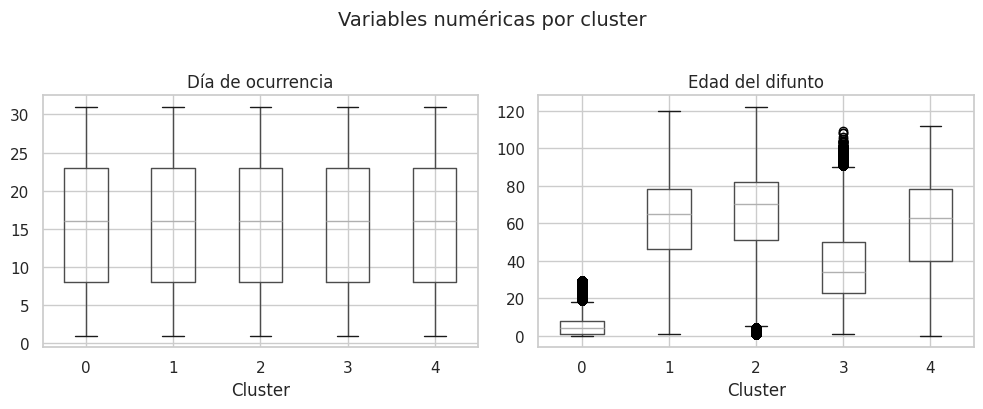 Variables numéricas por cluster
Día de ocurrencia
30
25
20
15
10
5
0
0 1 2 3 4
Cluster
Edad del difunto
120
100
80
60
40
20
0
0 1 2 3 4
Cluster